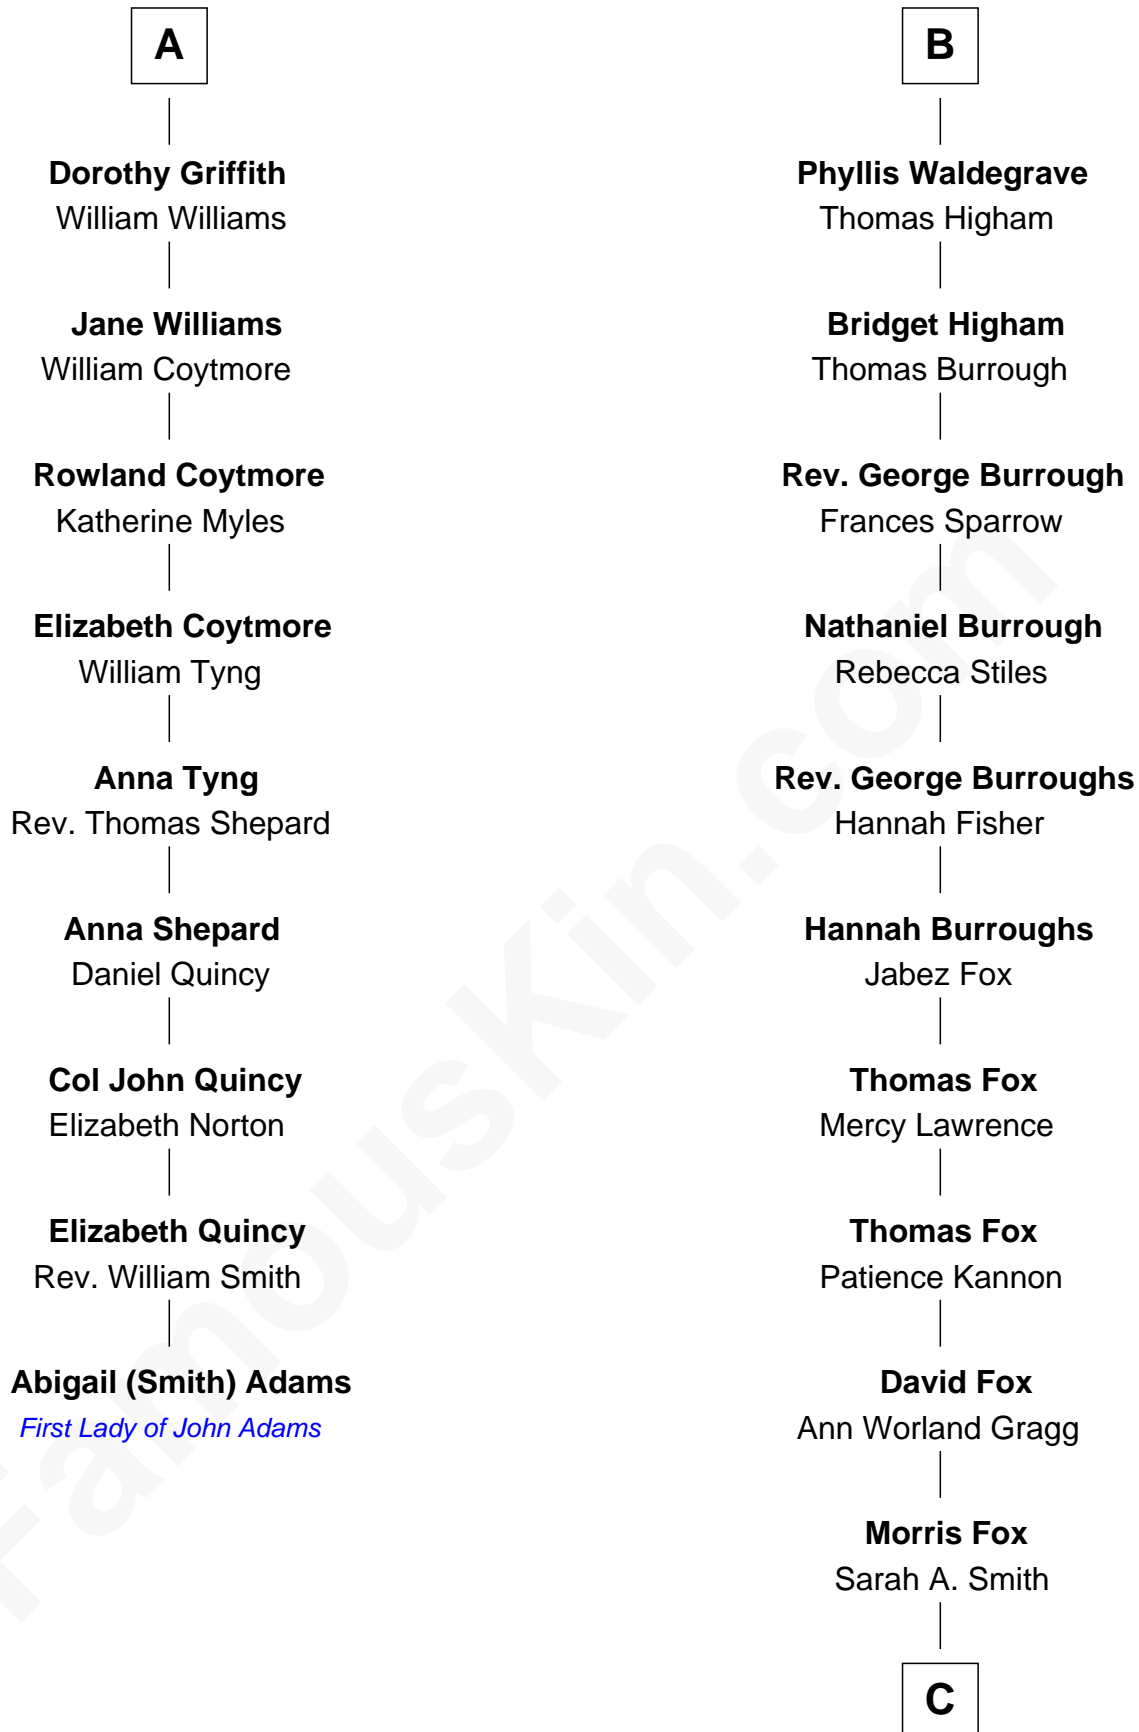 A
Dorothy Griffith
William Williams
Jane Williams
William Coytmore
Rowland Coytmore
Katherine Myles
Elizabeth Coytmore
William Tyng
Anna Tyng
Rev. Thomas Shepard
Anna Shepard
Daniel Quincy
Col John Quincy
Elizabeth Norton
Elizabeth Quincy
Rev. William Smith
Abigail (Smith) Adams
First Lady of John Adams
B
Phyllis Waldegrave
Thomas Higham
Bridget Higham
Thomas Burrough
Rev. George Burrough
Frances Sparrow
Nathaniel Burrough
Rebecca Stiles
Rev. George Burroughs
Hannah Fisher
Hannah Burroughs
Jabez Fox
Thomas Fox
Mercy Lawrence
Thomas Fox
Patience Kannon
David Fox
Ann Worland Gragg
Morris Fox
Sarah A. Smith
C
FamousKin.com